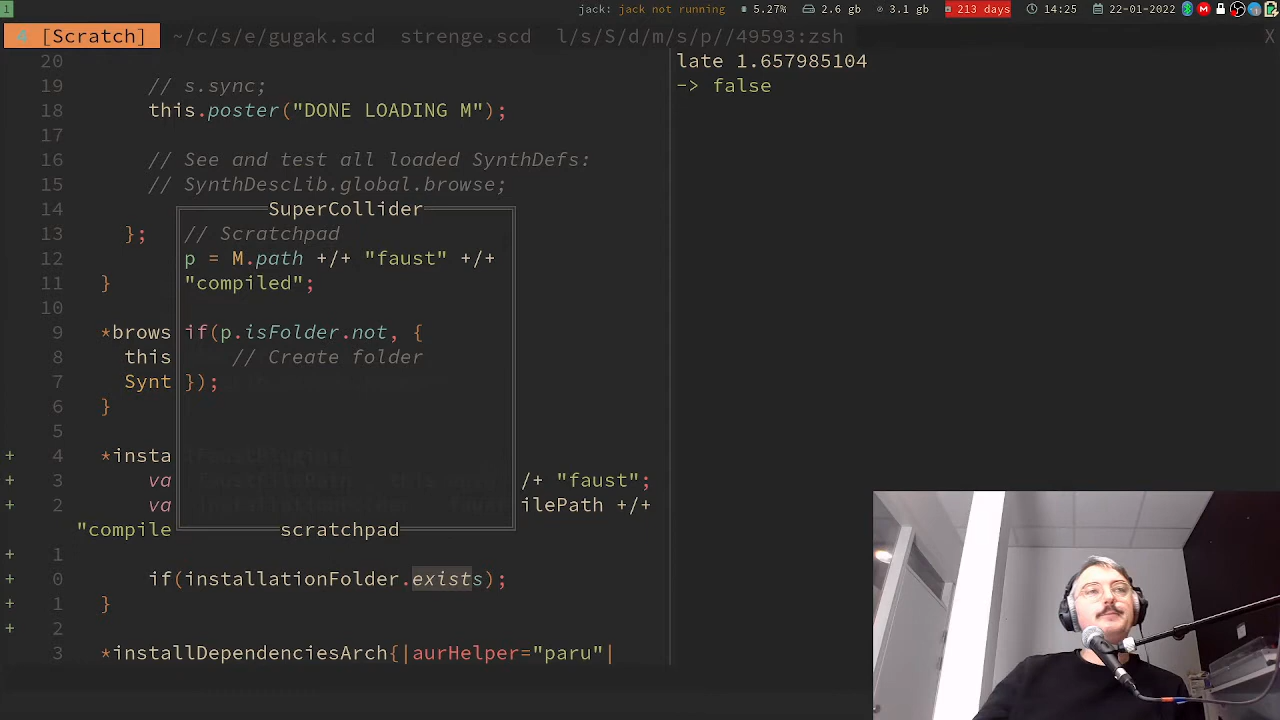 1 jack: jack not running 5.27% 2.6 gb 3.1 gb 213 days 14:25 22-01-2022
4 [Scratch] ~/c/s/e/gugak.scd strenge.scd l/s/S/d/m/s/p//49593:zsh X
20
19 // s.sync;
18 this.poster("DONE LOADING M");
17
16 // See and test all loaded SynthDefs:
15 // SynthDescLib.global.browse;
14
13 };
12
11 }
10
9 *brows
8 this
7 Synt
6 }
5
+ 4 *insta
+ 3 va /+ "faust";
+ 2 va ilePath +/+
"compile
+ 1
+ 0 if(installationFolder.exists);
+ 1 }
+ 2
3 *installDependenciesArch{|aurHelper="paru"|
SuperCollider
// Scratchpad
p = M.path +/+ "faust" +/+
"compiled";
if(p.isFolder.not, {
// Create folder
});
scratchpad
late 1.657985104
-> false